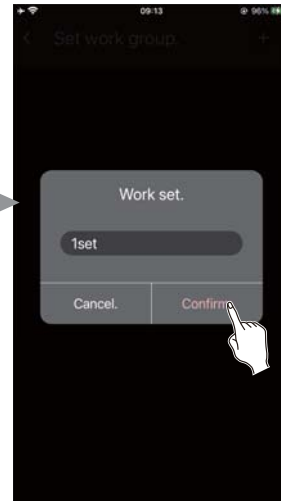 09:13
96%
Set work group.
+
Work set.
1set
Cancel.
Confirm